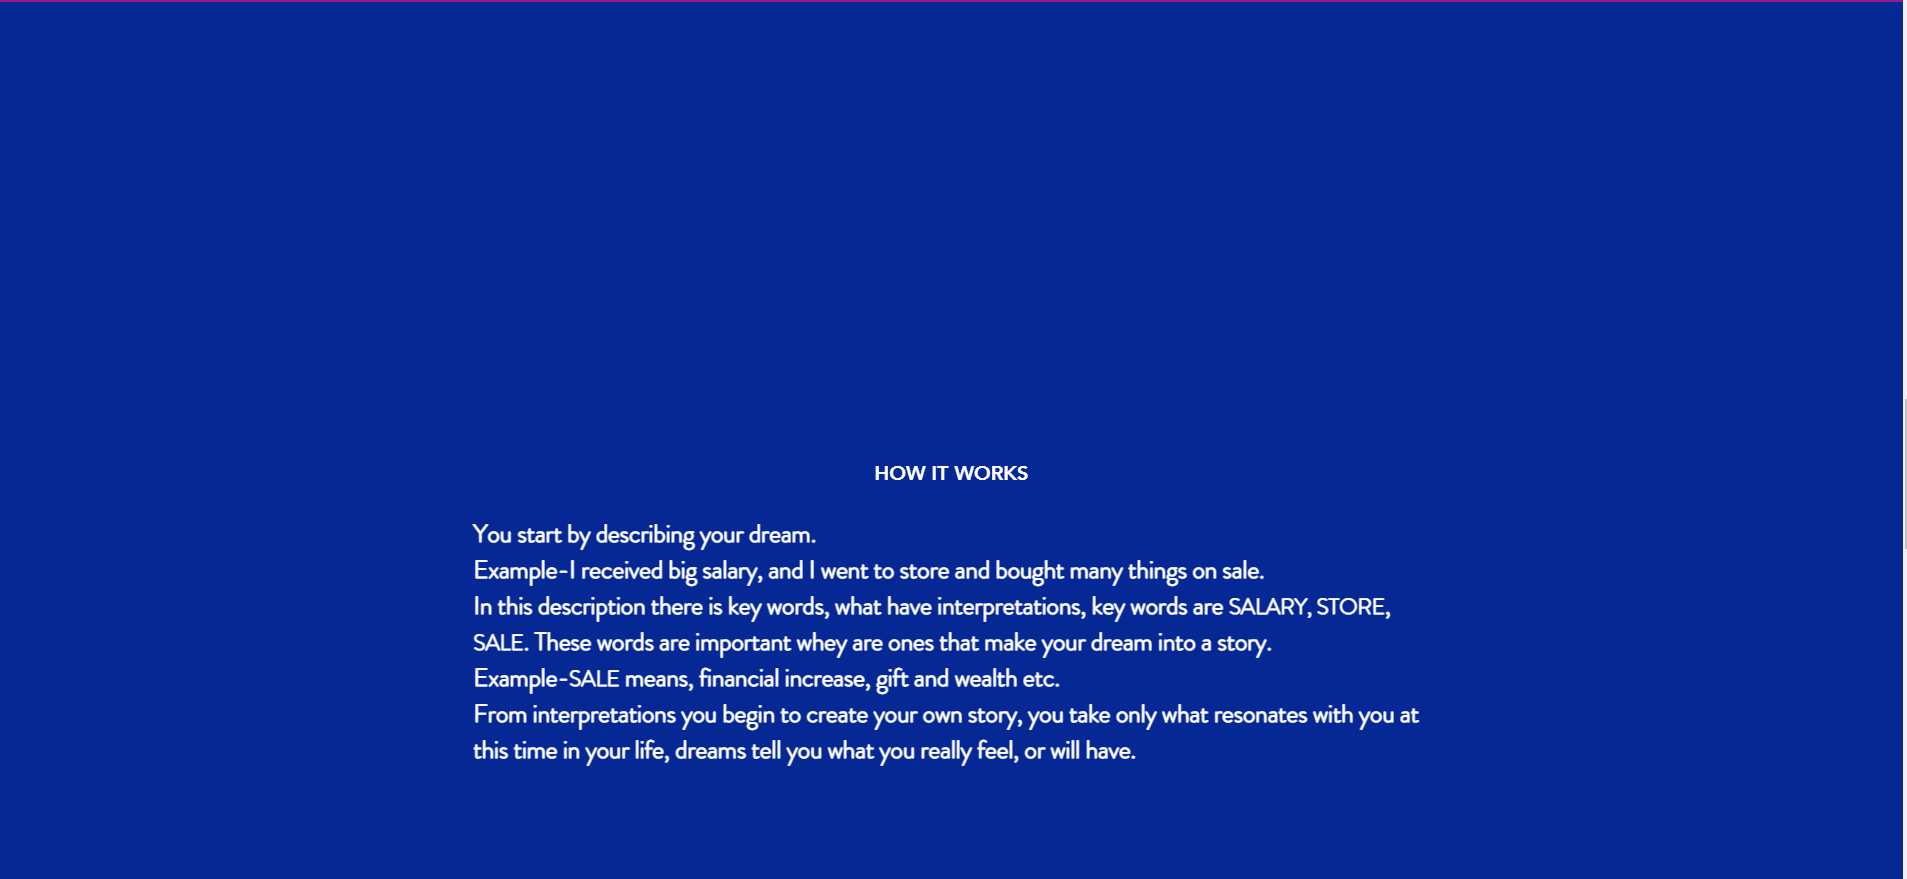 HOW IT WORKS
You start by describing your dream.
Example-I received big salary, and I went to store and bought many things on sale.
In this description there is key words, what have interpretations, key words are SALARY, STORE,
SALE. These words are important whey are ones that make your dream into a story.
Example-SALE means, financial increase, gift and wealth etc.
From interpretations you begin to create your own story, you take only what resonates with you at
this time in your life, dreams tell you what you really feel, or will have.